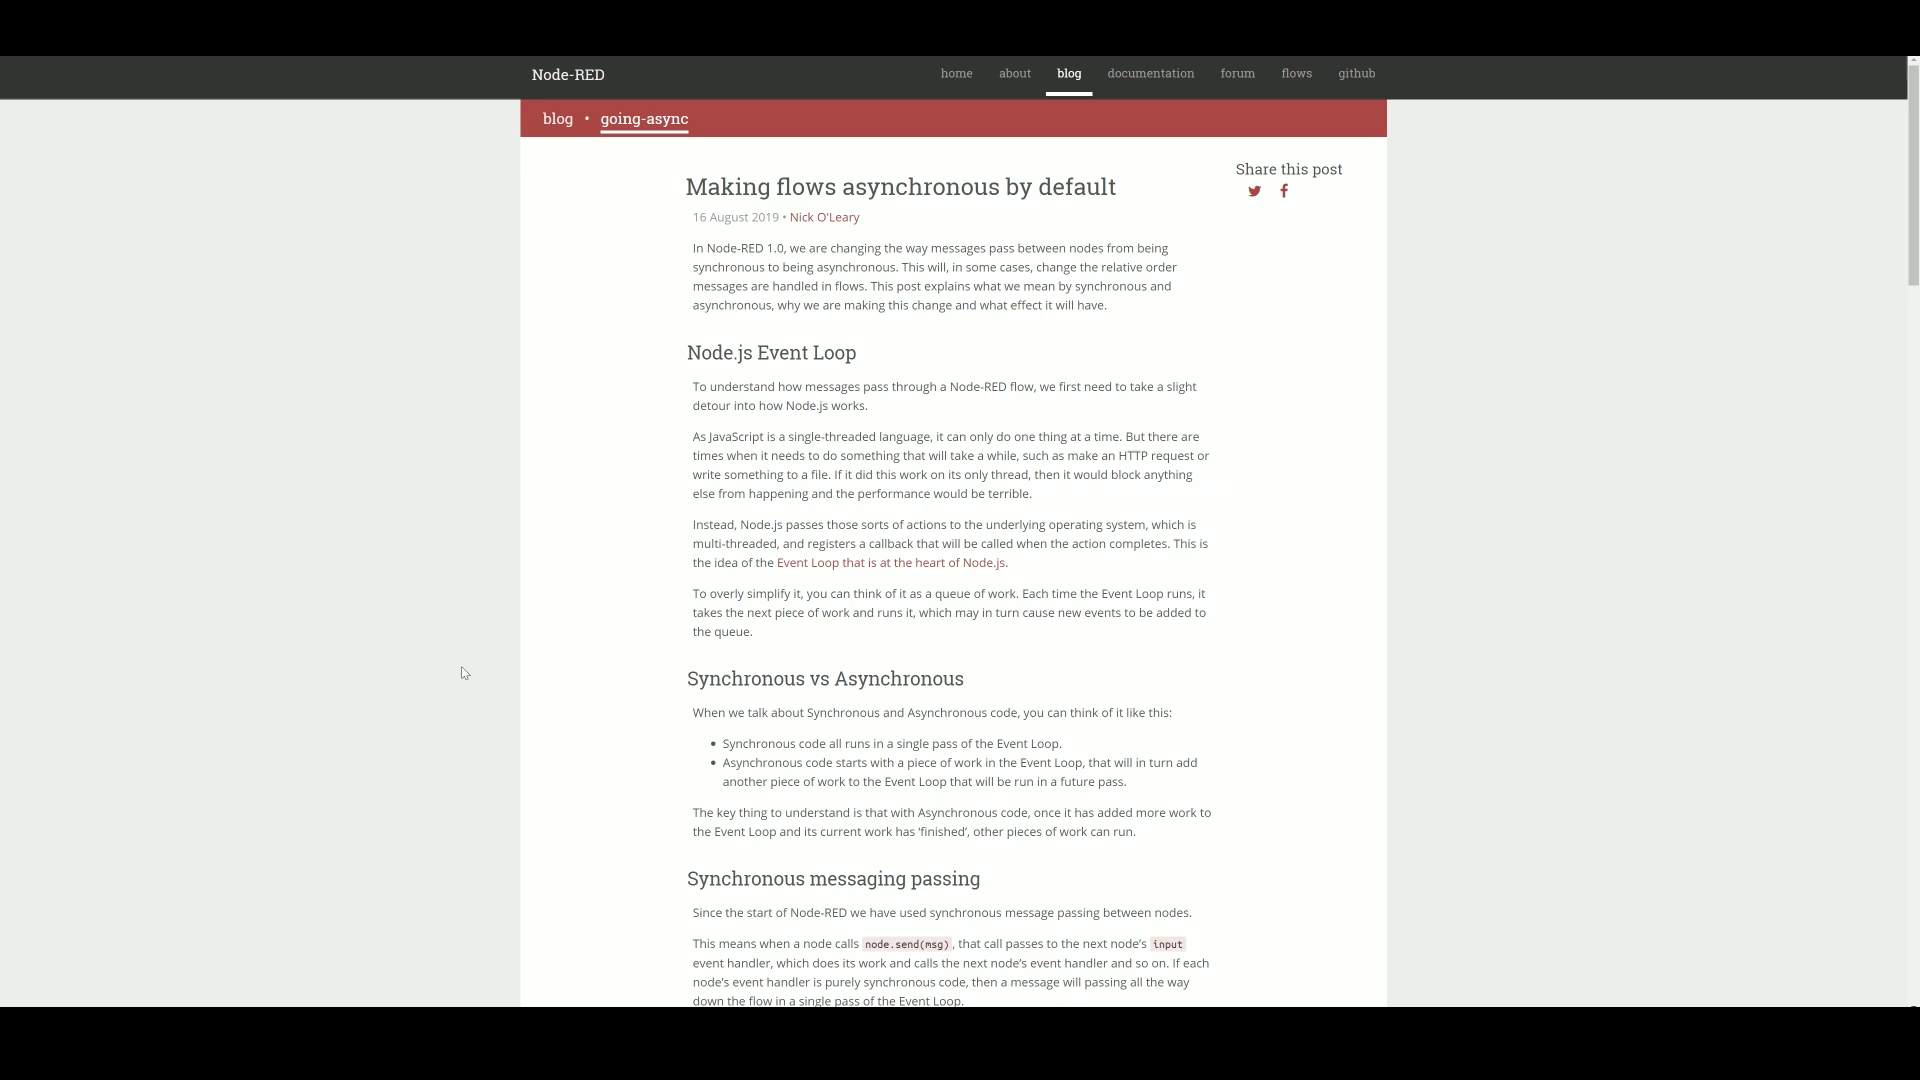 Node-RED
home about blog documentation forum flows github
blog • going-async
Share this post
Making flows asynchronous by default
16 August 2019 • Nick O'Leary
In Node-RED 1.0, we are changing the way messages pass between nodes from being
synchronous to being asynchronous. This will, in some cases, change the relative order
messages are handled in flows. This post explains what we mean by synchronous and
asynchronous, why we are making this change and what effect it will have.
Node.js Event Loop
To understand how messages pass through a Node-RED flow, we first need to take a slight
detour into how Node.js works.
As JavaScript is a single-threaded language, it can only do one thing at a time. But there are
times when it needs to do something that will take a while, such as make an HTTP request or
write something to a file. If it did this work on its only thread, then it would block anything
else from happening and the performance would be terrible.
Instead, Node.js passes those sorts of actions to the underlying operating system, which is
multi-threaded, and registers a callback that will be called when the action completes. This is
the idea of the Event Loop that is at the heart of Node.js.
To overly simplify it, you can think of it as a queue of work. Each time the Event Loop runs, it
takes the next piece of work and runs it, which may in turn cause new events to be added to
the queue.
Synchronous vs Asynchronous
When we talk about Synchronous and Asynchronous code, you can think of it like this:
• Synchronous code all runs in a single pass of the Event Loop.
• Asynchronous code starts with a piece of work in the Event Loop, that will in turn add
another piece of work to the Event Loop that will be run in a future pass.
The key thing to understand is that with Asynchronous code, once it has added more work to
the Event Loop and its current work has ‘finished’, other pieces of work can run.
Synchronous messaging passing
Since the start of Node-RED we have used synchronous message passing between nodes.
This means when a node calls node.send(msg), that call passes to the next node’s input
event handler, which does its work and calls the next node’s event handler and so on. If each
node’s event handler is purely synchronous code, then a message will passing all the way
down the flow in a single pass of the Event Loop.